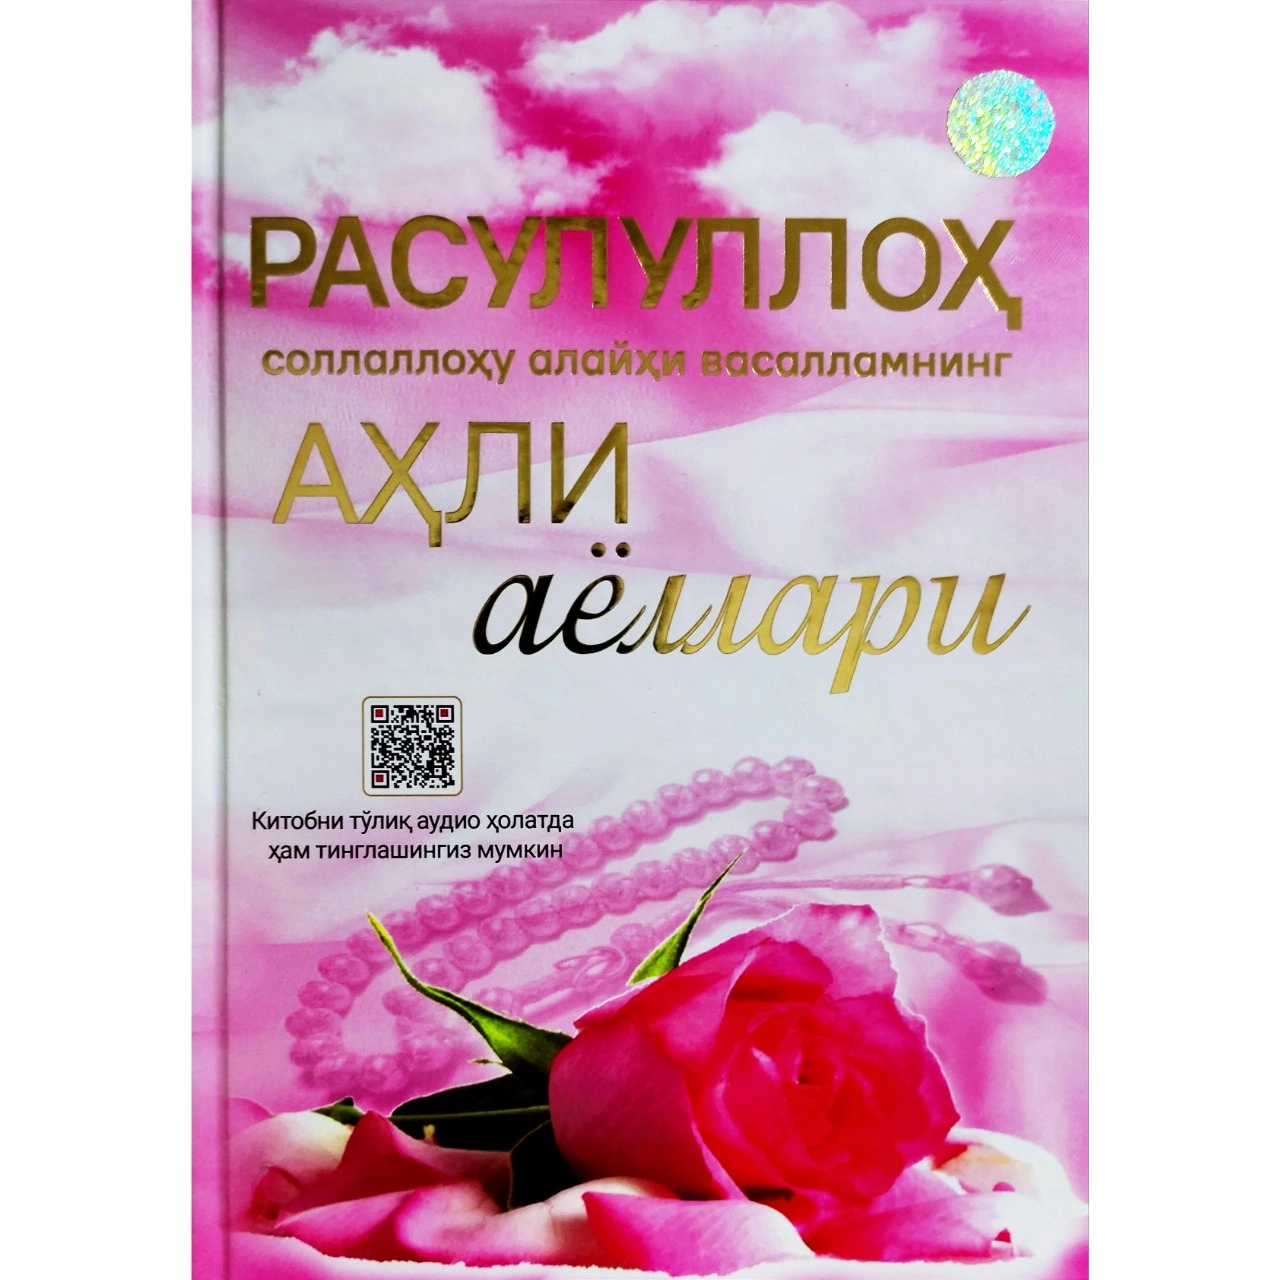 РАСУЛУЛЛОҲ
соллаллоҳу алайҳи васалламнинг
АҲЛИ
аёллари
Китобни тўлиқ аудио ҳолатда
ҳам тинглашингиз мумкин